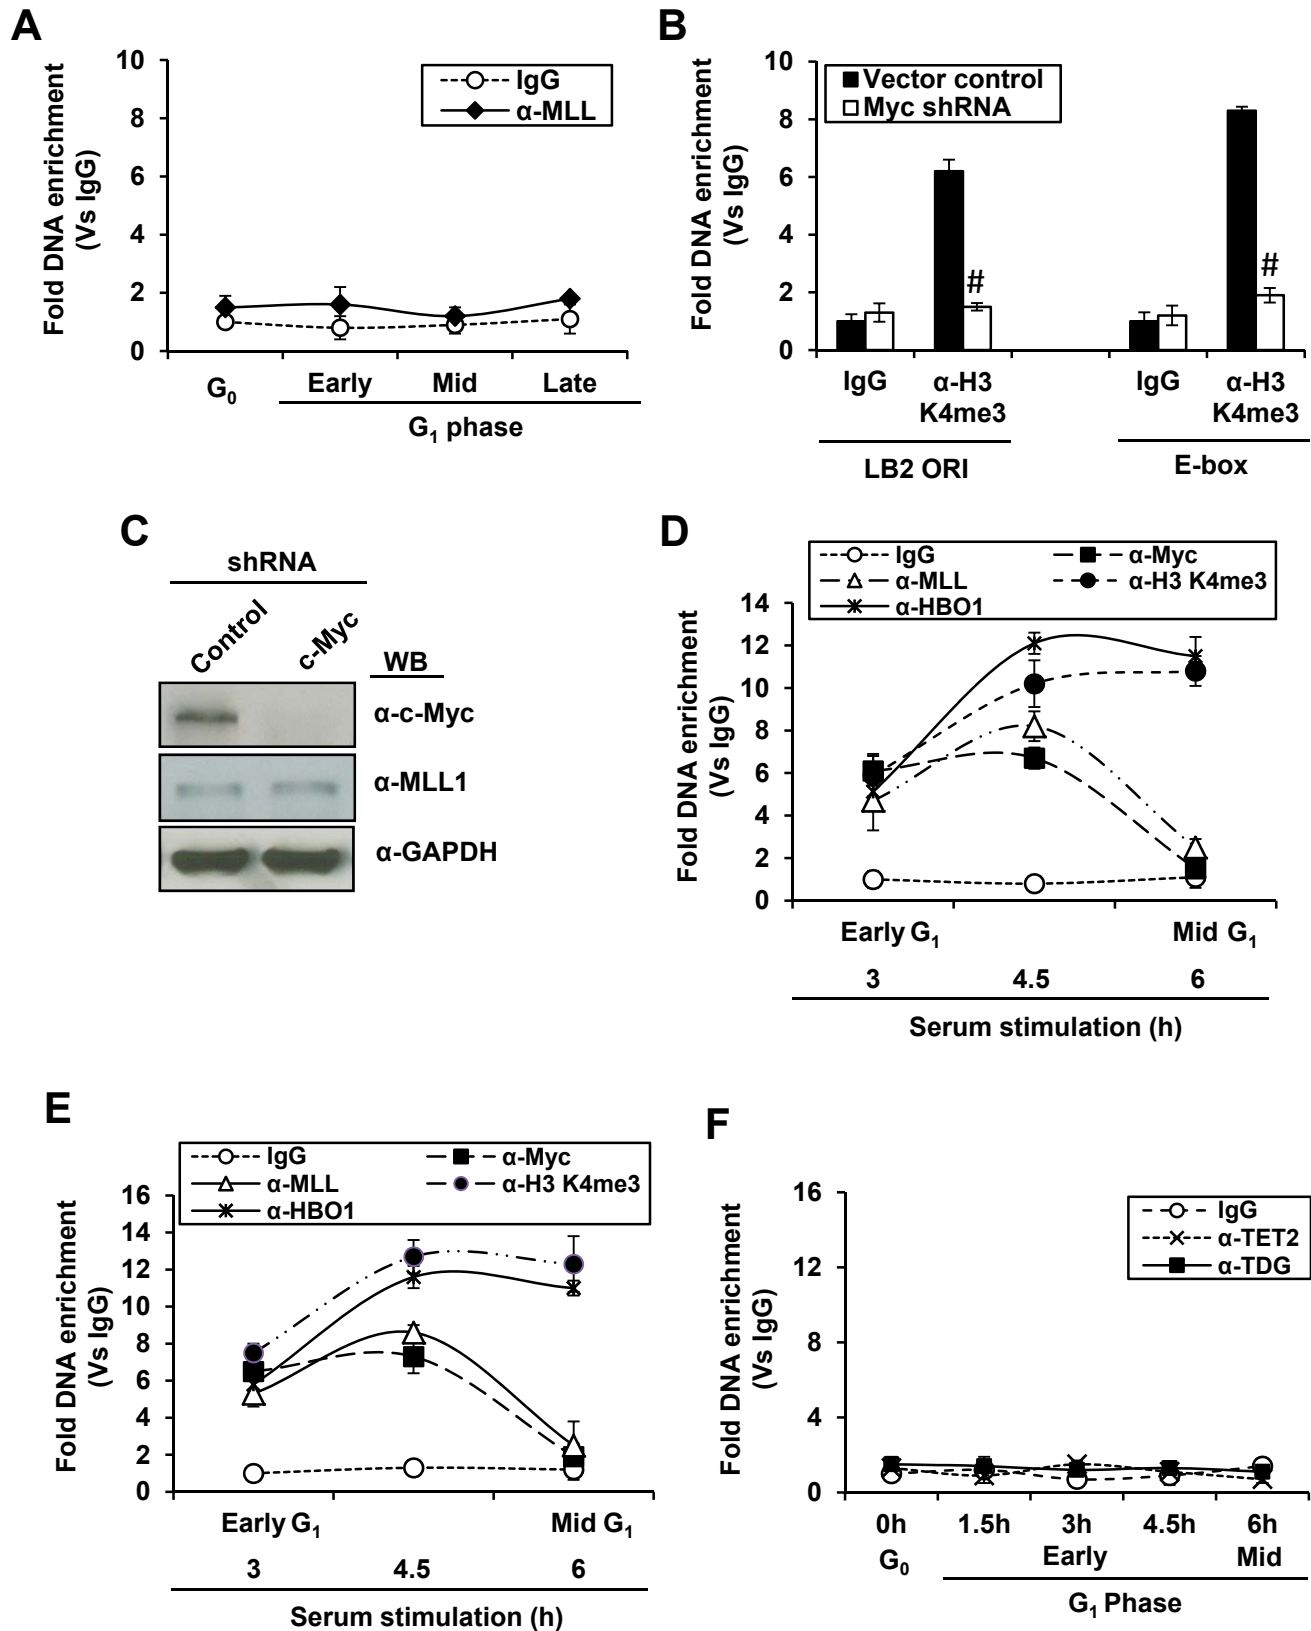 A
Fold DNA enrichment
(Vs IgG)
10
8
6
4
2
0
IgG
α-MLL
G0
Early
Mid
Late
G1 phase
B
Fold DNA enrichment
(Vs IgG)
10
8
6
4
2
0
Vector control
Myc shRNA
#
#
IgG
α-H3
K4me3
IgG
α-H3
K4me3
LB2 ORI
E-box
C
shRNA
Control
c-Myc
WB
α-c-Myc
α-MLL1
α-GAPDH
D
IgG
α-Myc
α-MLL
α-H3 K4me3
α-HBO1
Fold DNA enrichment
(Vs IgG)
14
12
10
8
6
4
2
0
Early G1
Mid G1
3
4.5
6
Serum stimulation (h)
E
IgG
α-Myc
α-MLL
α-H3 K4me3
α-HBO1
Fold DNA enrichment
(Vs IgG)
16
14
12
10
8
6
4
2
0
Early G1
Mid G1
3
4.5
6
Serum stimulation (h)
F
Fold DNA enrichment
(Vs IgG)
16
12
8
4
0
IgG
α-TET2
α-TDG
0h
1.5h
3h
4.5h
6h
G0
Early
Mid
G1 Phase